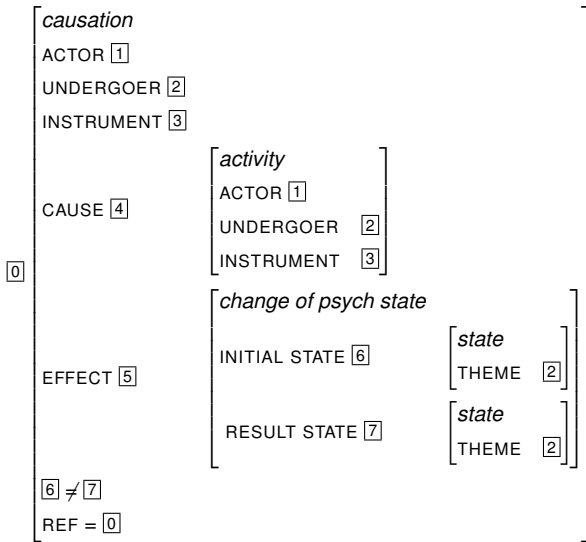 causation
ACTOR 1
UNDERGOER 2
INSTRUMENT 3
activity
ACTOR 1
CAUSE 4
UNDERGOER 2
INSTRUMENT 3
0
change of psych state
state
INITIAL STATE 6
THEME 2
EFFECT 5
state
RESULT STATE 7
THEME 2
6 ≠ 7
REF = 0